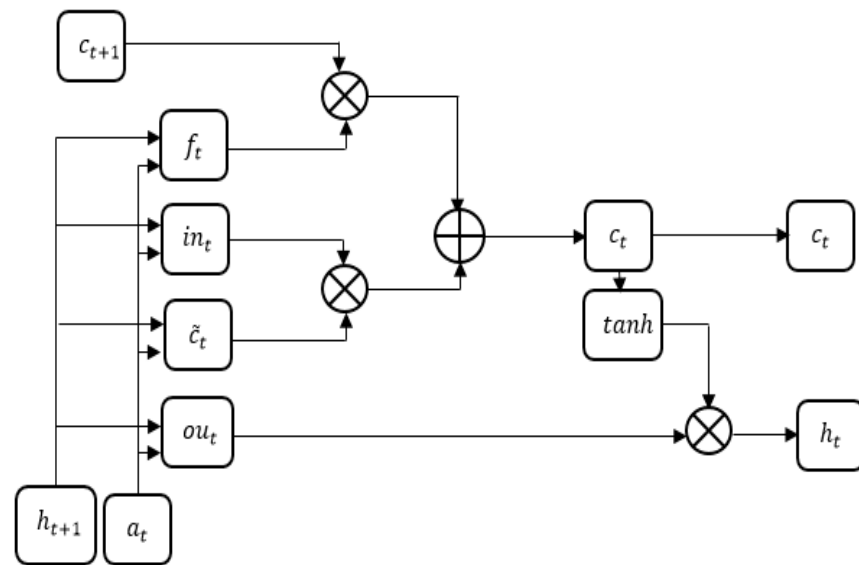 c_{t+1}
f_t
in_t
c_t
c_t
c̃_t
tanh
ou_t
h_t
h_{t+1}
a_t